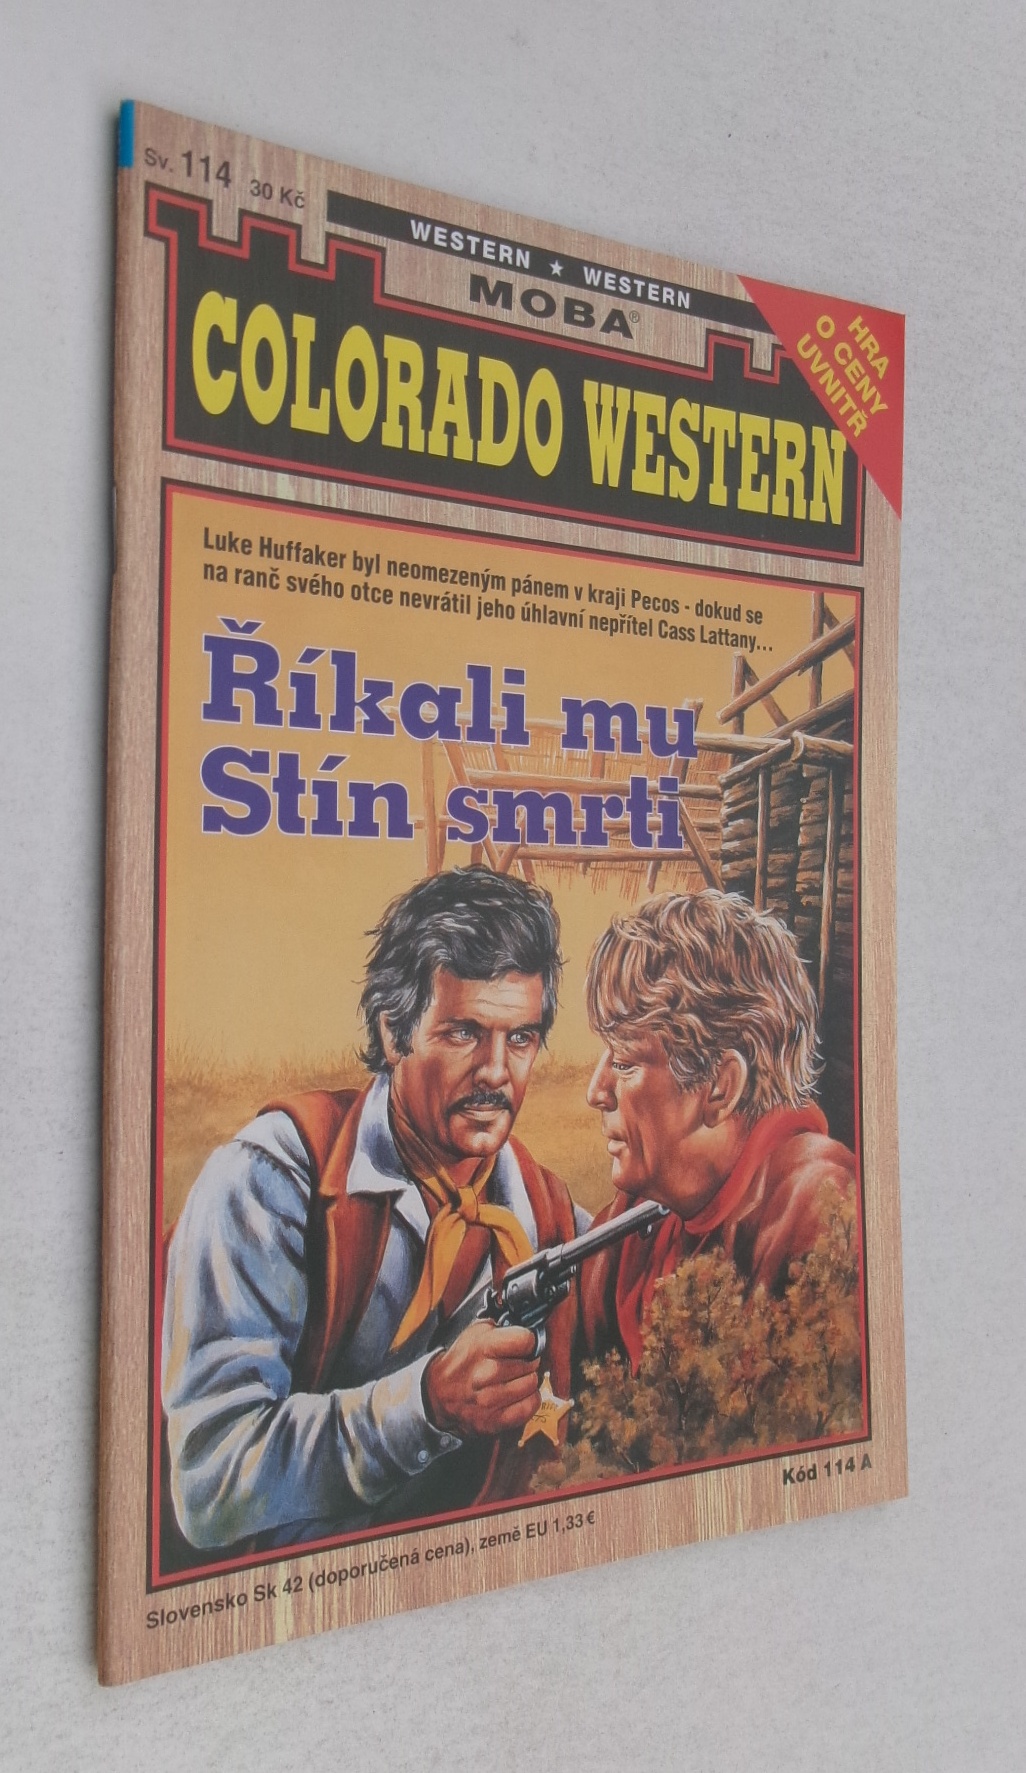 Sv. 114 30 Kč
WESTERN ★ WESTERN
MOBA®
HRA
O CENY
UVNITŘ
COLORADO WESTERN
Luke Huffaker byl neomezeným pánem v kraji Pecos - dokud se
na ranč svého otce nevrátil jeho úhlavní nepřítel Cass Lattany...
Říkali mu
Stín smrti
Kód 114 A
Slovensko Sk 42 (doporučená cena), země EU 1,33 €